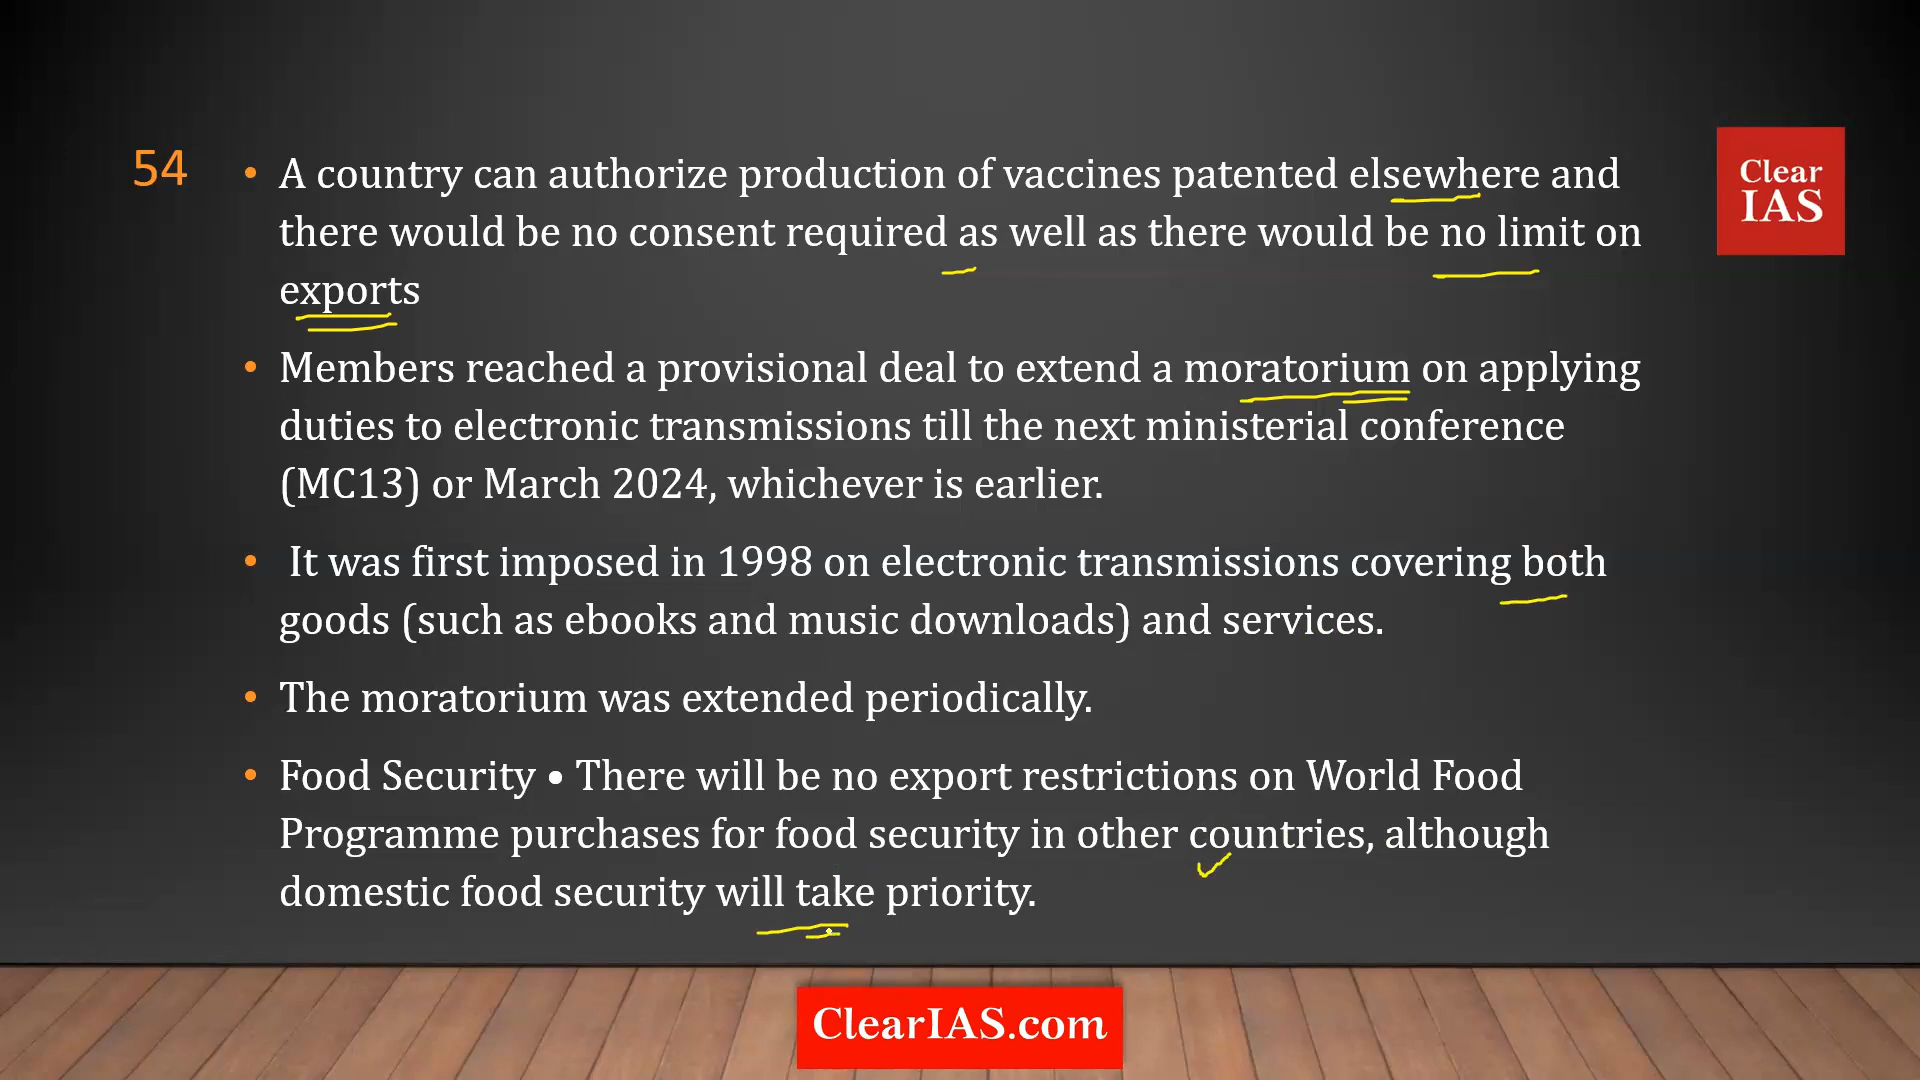 54
• A country can authorize production of vaccines patented elsewhere and
there would be no consent required as well as there would be no limit on
exports
• Members reached a provisional deal to extend a moratorium on applying
duties to electronic transmissions till the next ministerial conference
(MC13) or March 2024, whichever is earlier.
• It was first imposed in 1998 on electronic transmissions covering both
goods (such as ebooks and music downloads) and services.
• The moratorium was extended periodically.
• Food Security • There will be no export restrictions on World Food
Programme purchases for food security in other countries, although
domestic food security will take priority.
Clear
IAS
ClearIAS.com